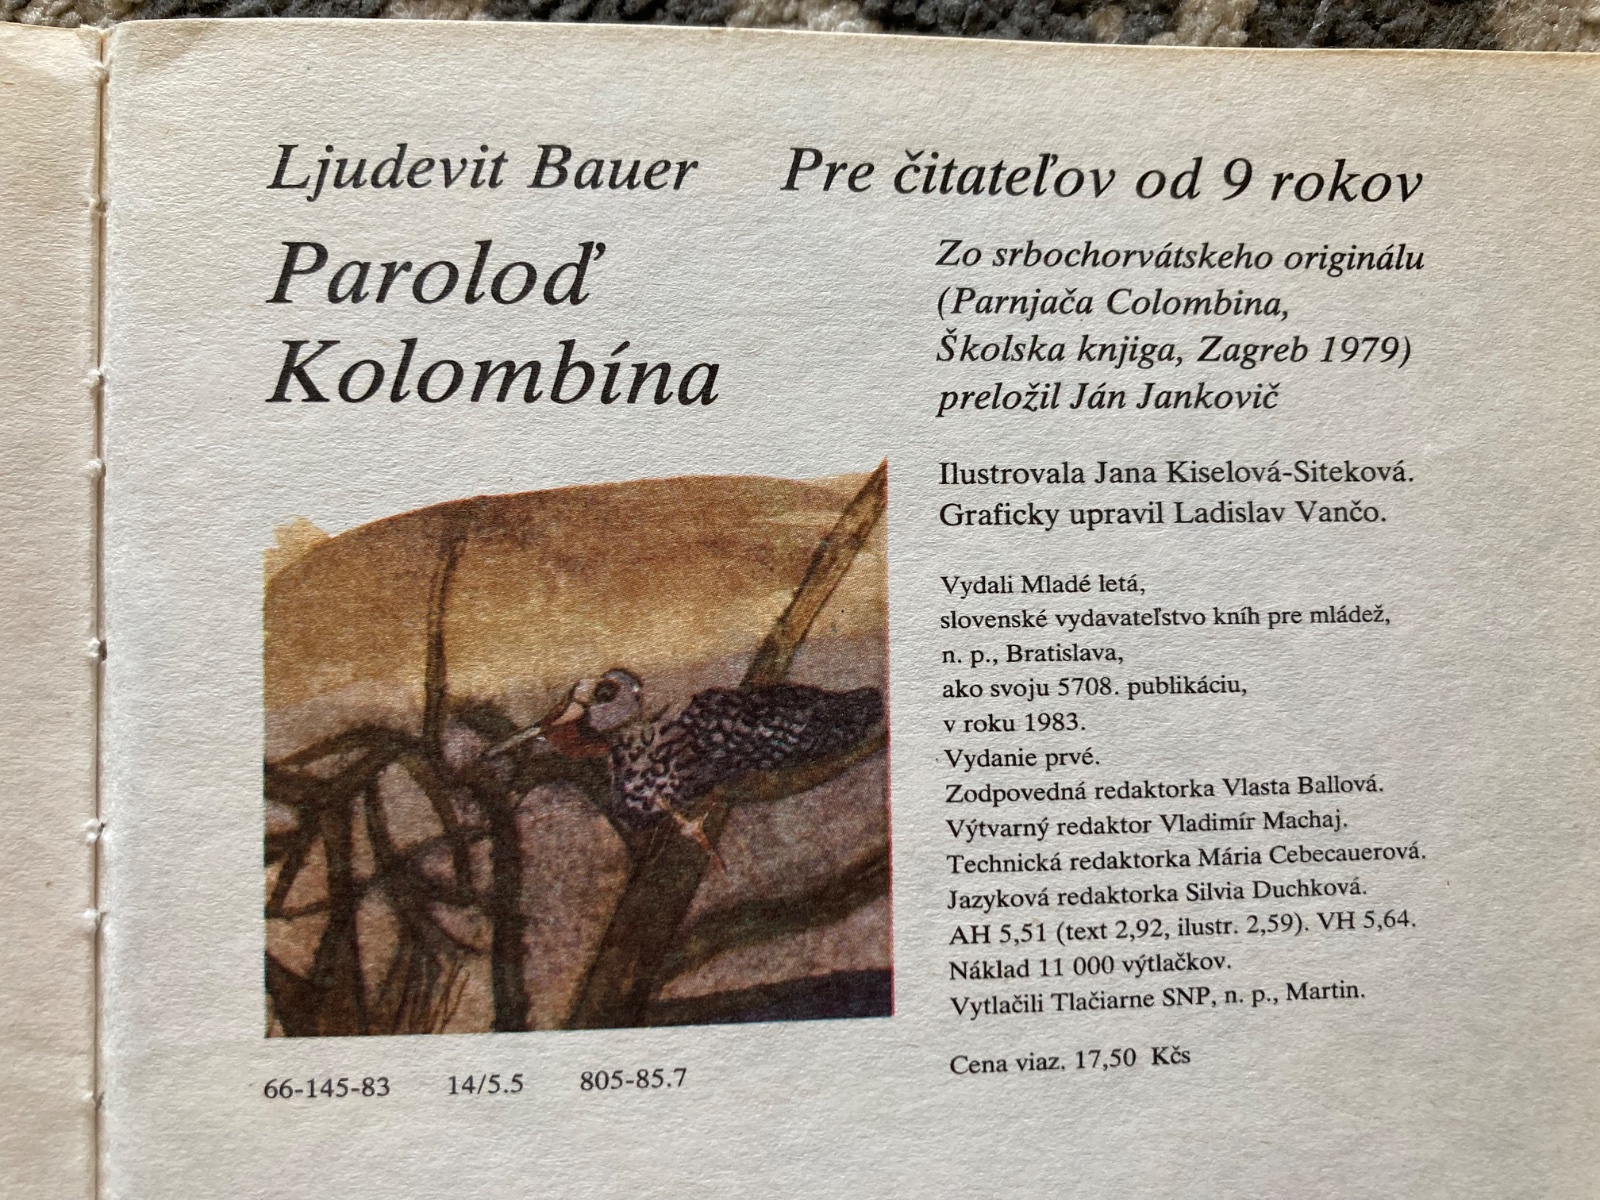 Ljudevit Bauer
Paroloď
Kolombína
Pre čitateľov od 9 rokov
Zo srbochorvátskeho originálu
(Parnjača Colombina,
Školska knjiga, Zagreb 1979)
preložil Ján Jankovič
Ilustrovala Jana Kiselová-Siteková.
Graficky upravil Ladislav Vančo.
Vydali Mladé letá,
slovenské vydavateľstvo kníh pre mládež,
n. p., Bratislava,
ako svoju 5708. publikáciu,
v roku 1983.
Vydanie prvé.
Zodpovedná redaktorka Vlasta Ballová.
Výtvarný redaktor Vladimír Machaj.
Technická redaktorka Mária Cebecauerová.
Jazyková redaktorka Silvia Duchková.
AH 5,51 (text 2,92, ilustr. 2,59). VH 5,64.
Náklad 11 000 výtlačkov.
Vytlačili Tlačiarne SNP, n. p., Martin.
Cena viaz. 17,50 Kčs
66-145-83 14/5.5 805-85.7